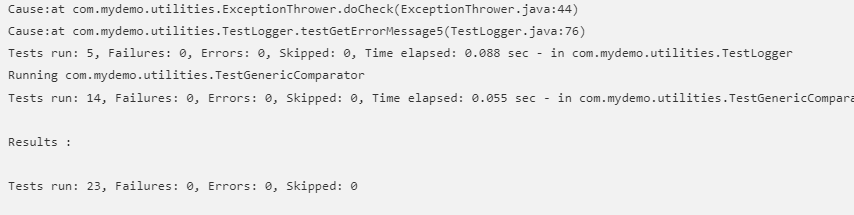 Cause:at com.mydemo.utilities.ExceptionThrower.doCheck(ExceptionThrower.java:44)
Cause:at com.mydemo.utilities.TestLogger.testGetErrorMessage5(TestLogger.java:76)
Tests run: 5, Failures: 0, Errors: 0, Skipped: 0, Time elapsed: 0.088 sec - in com.mydemo.utilities.TestLogger
Running com.mydemo.utilities.TestGenericComparator
Tests run: 14, Failures: 0, Errors: 0, Skipped: 0, Time elapsed: 0.055 sec - in com.mydemo.utilities.TestGenericCompara
Results :
Tests run: 23, Failures: 0, Errors: 0, Skipped: 0